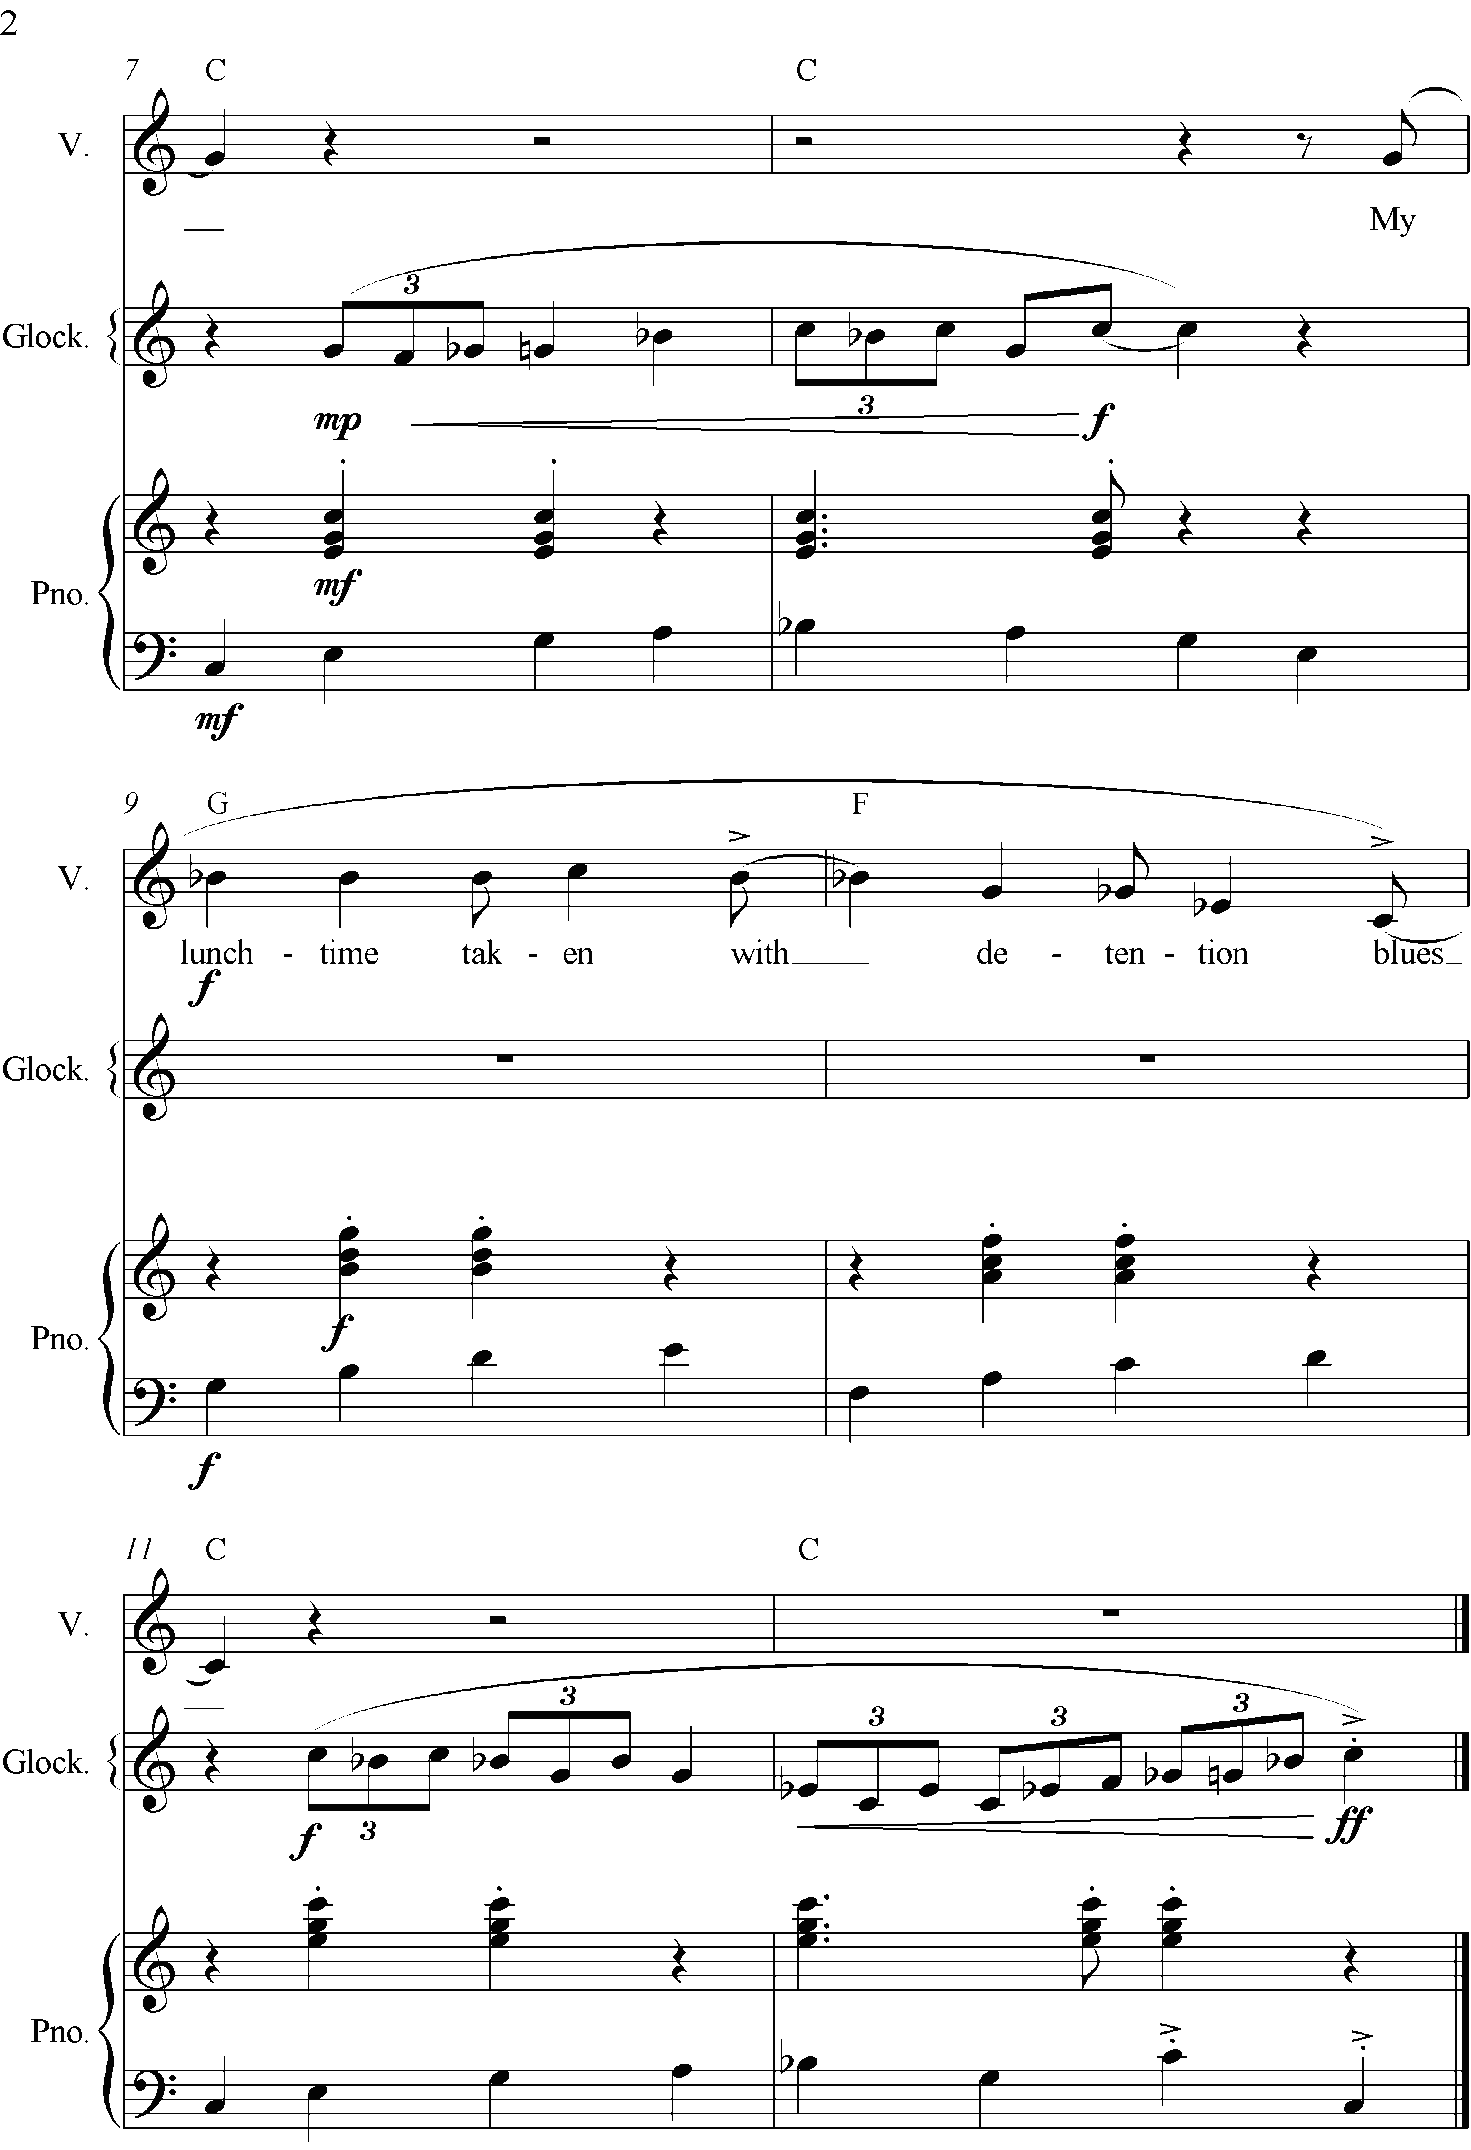 2
7 C C
V.
My
Glock.
3
3
mp f
Pno.
mf
mf
9 G F
V.
lunch - time tak - en with de - ten - tion blues
f
Glock.
Pno.
f
f
11 C C
V.
3 3 3 3
Glock.
f 3 ff
Pno.